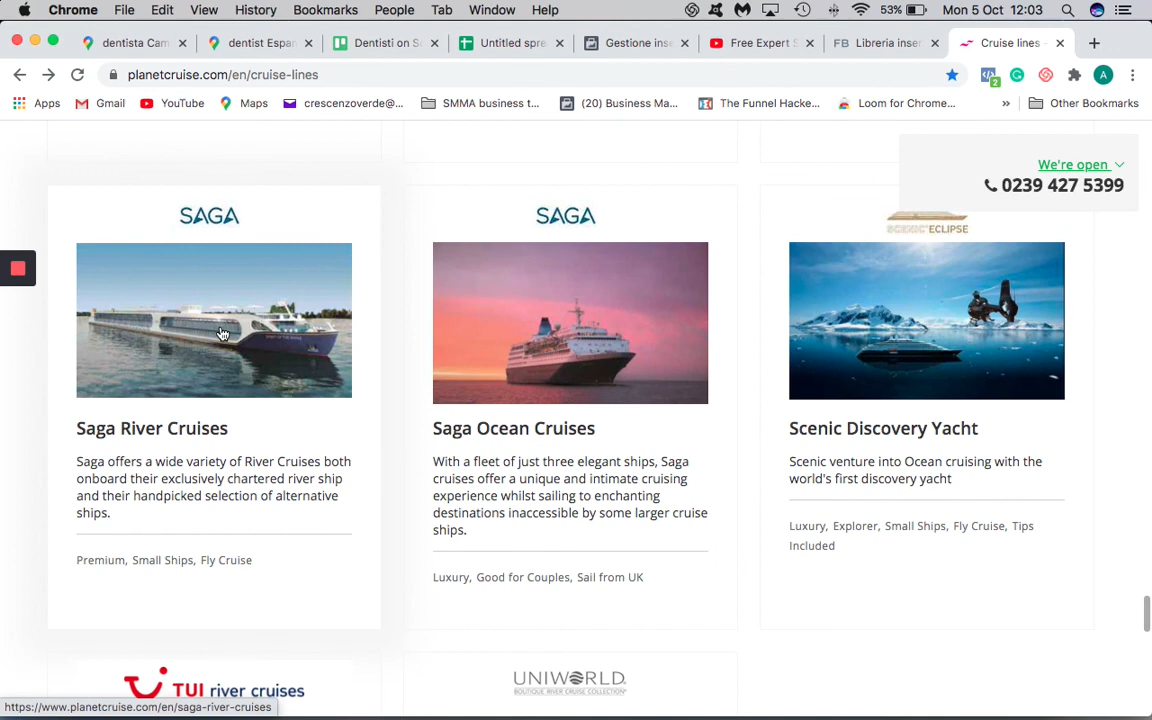 Chrome File Edit View History Bookmarks People Tab Window Help 53% Mon 5 Oct 12:03
dentista Cam dentist Espan Dentisti on S Untitled spre Gestione inse Free Expert S FB Libreria inser Cruise lines -
planetcruise.com/en/cruise-lines A
Apps Gmail YouTube Maps crescenzoverde@... SMMA business t... (20) Business Ma... The Funnel Hacke... Loom for Chrome... » Other Bookmarks
We're open
0239 427 5399
SAGA
SAGA
SCENIC ECLIPSE
Saga River Cruises
Saga offers a wide variety of River Cruises both
onboard their exclusively chartered river ship
and their handpicked selection of alternative
ships.
Premium, Small Ships, Fly Cruise
Saga Ocean Cruises
With a fleet of just three elegant ships, Saga
cruises offer a unique and intimate cruising
experience whilst sailing to enchanting
destinations inaccessible by some larger cruise
ships.
Luxury, Good for Couples, Sail from UK
Scenic Discovery Yacht
Scenic venture into Ocean cruising with the
world's first discovery yacht
Luxury, Explorer, Small Ships, Fly Cruise, Tips
Included
TUI river cruises
UNIWORLD
BOUTIQUE RIVER CRUISE COLLECTION
https://www.planetcruise.com/en/saga-river-cruises